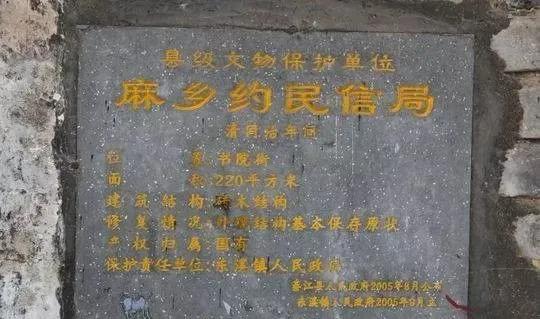 县级文物保护单位
麻乡约民信局
清同治年间
位 置:书院街
面 积:220平方米
建筑结构:砖木结构
修复情况:外墙结构基本保存原状
产权归属:国有
保护责任单位:东溪镇人民政府
綦江县人民政府2005年8月公布
东溪镇人民政府2005年9月立